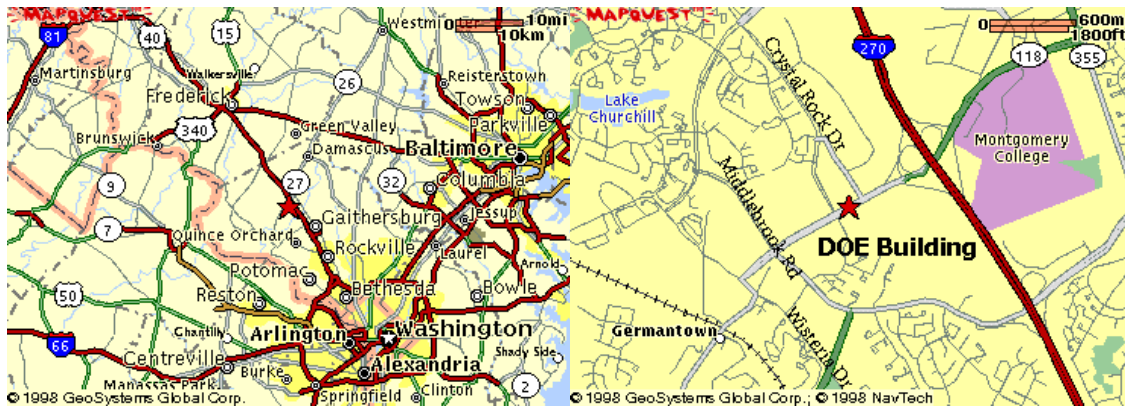 MAPQUEST
81
40
15
Westminster
0 10mi
10km
Martinsburg
Walkersville
26
Reisterstown
Frederick
Towson
Parkville
Brunswick
340
Green Valley
Baltimore
Damascus
9
27
32
Columbia
7
Gaithersburg
Jessup
Quince Orchard
Rockville
Laurel
Potomac
Arnold
50
Reston
Bethesda
Bowie
Chantilly
Arlington
Washington
66
Centreville
Shady Side
Burke
Alexandria
Manassas Park
Springfield
Clinton
2
© 1998 GeoSystems Global Corp.
MAPQUEST
270
0 600m
1800ft
118
355
Crystal Rock Dr
Lake
Churchill
Montgomery
College
Middlebrook Rd
DOE Building
Germantown
Wisteria Dr
© 1998 GeoSystems Global Corp.; © 1998 NavTech